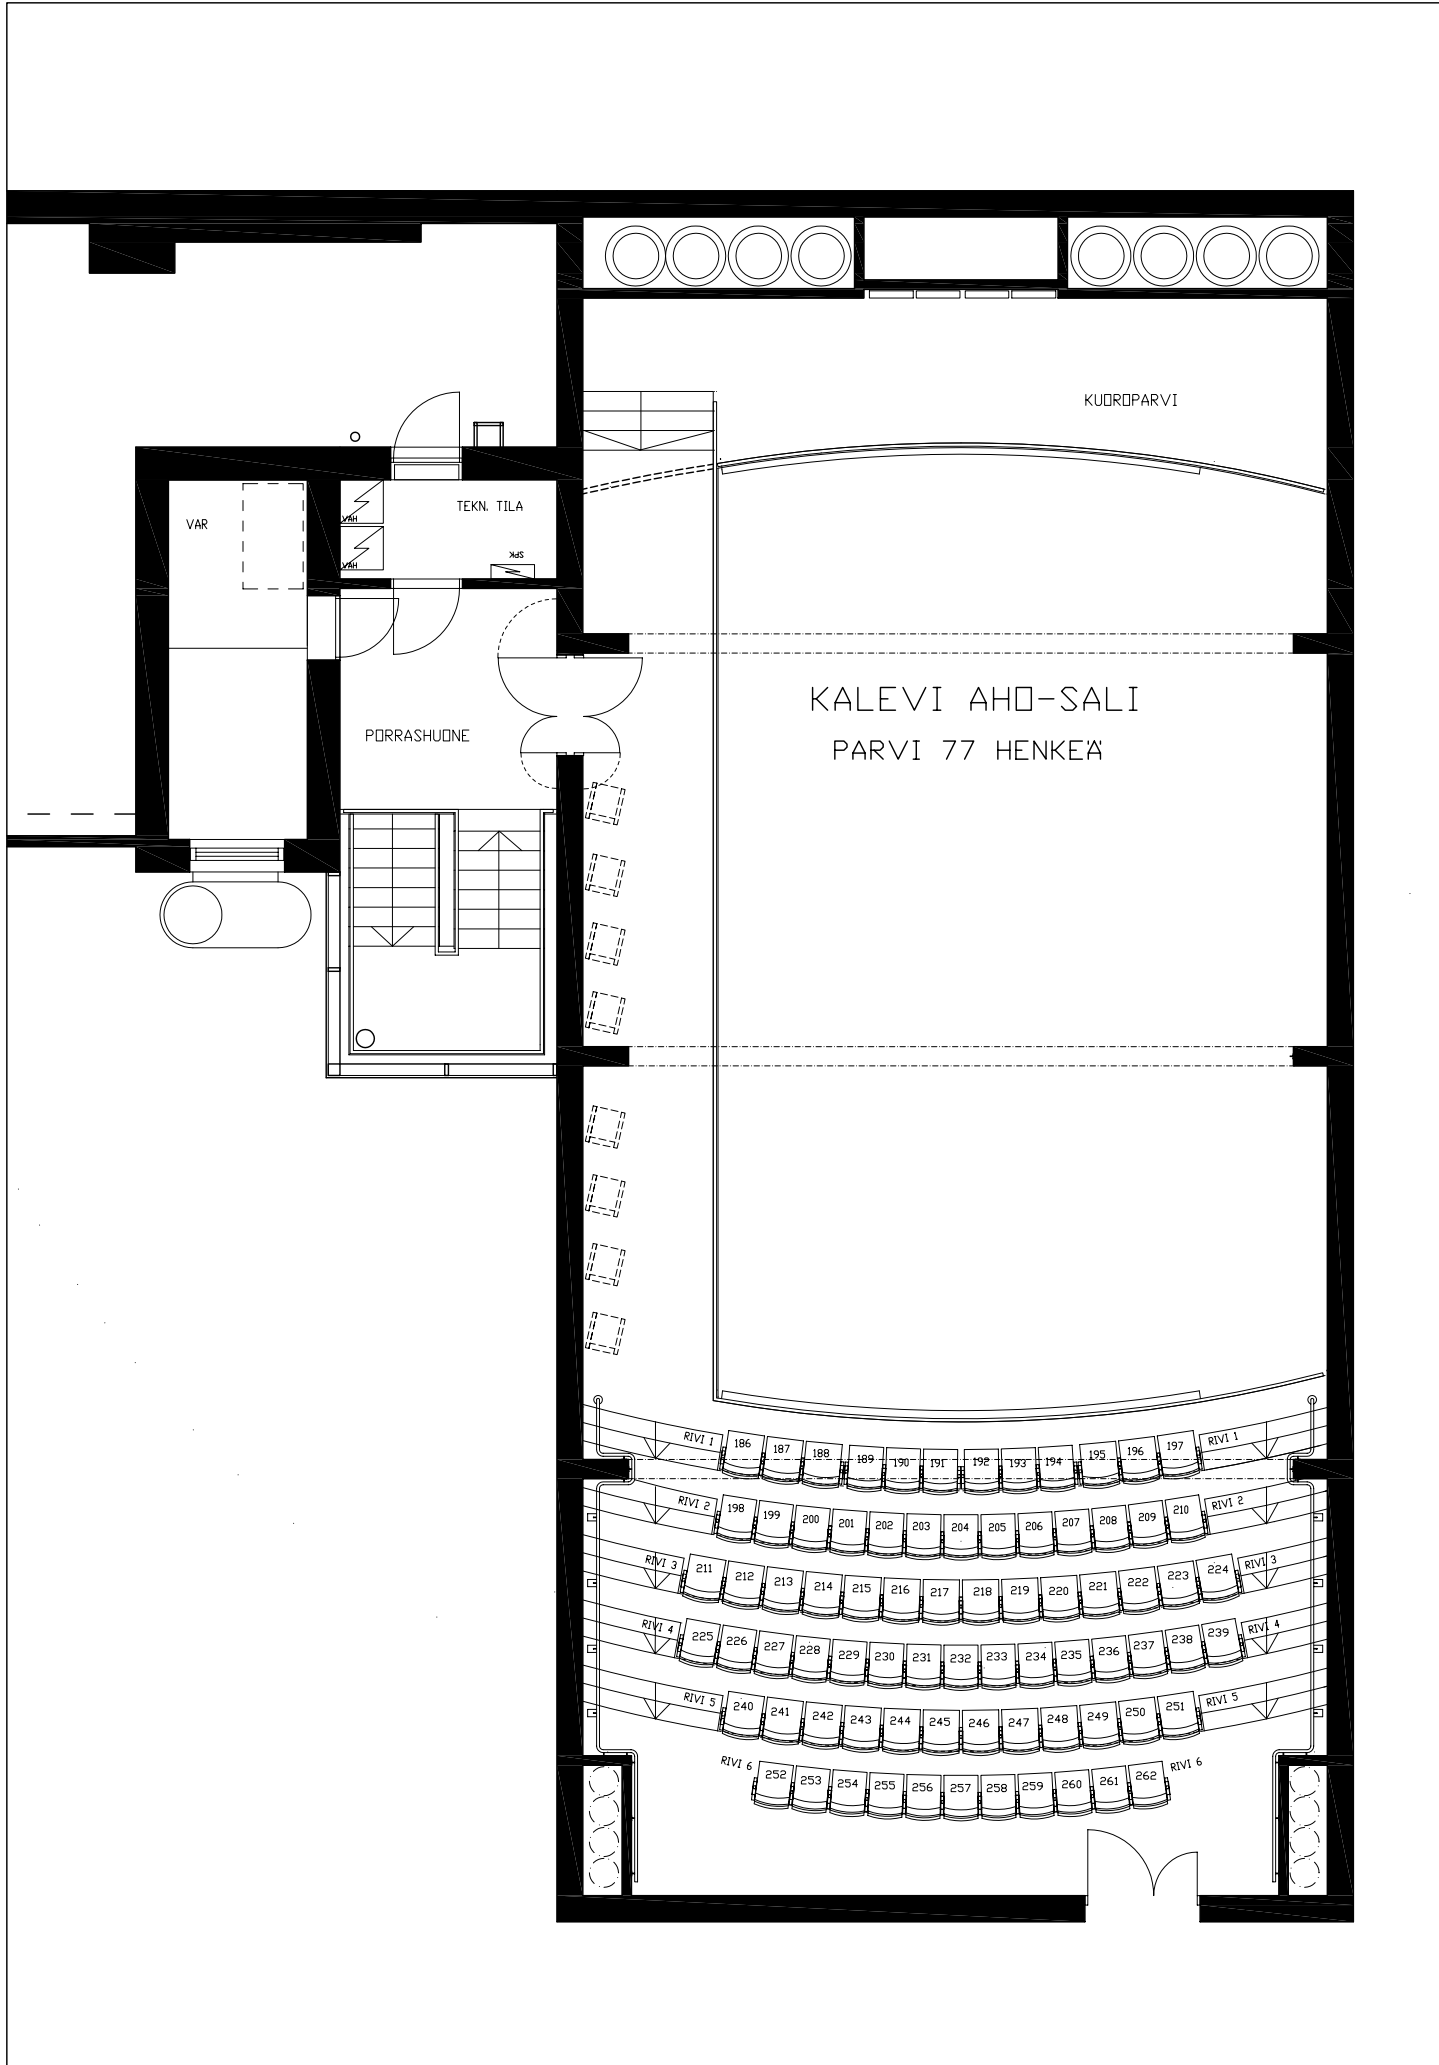 KUOROPARVI
VAR
TEKN. TILA
VAH
VAH
SPK
KALEVI AHO-SALI
PARVI 77 HENKEÄ
PORRASHUONE
RIVI 1 186 187 188 189 190 191 192 193 194 195 196 197 RIVI 1
RIVI 2 198 199 200 201 202 203 204 205 206 207 208 209 210 RIVI 2
RIVI 3 211 212 213 214 215 216 217 218 219 220 221 222 223 224 RIVI 3
RIVI 4 225 226 227 228 229 230 231 232 233 234 235 236 237 238 239 RIVI 4
RIVI 5 240 241 242 243 244 245 246 247 248 249 250 251 RIVI 5
RIVI 6 252 253 254 255 256 257 258 259 260 261 262 RIVI 6